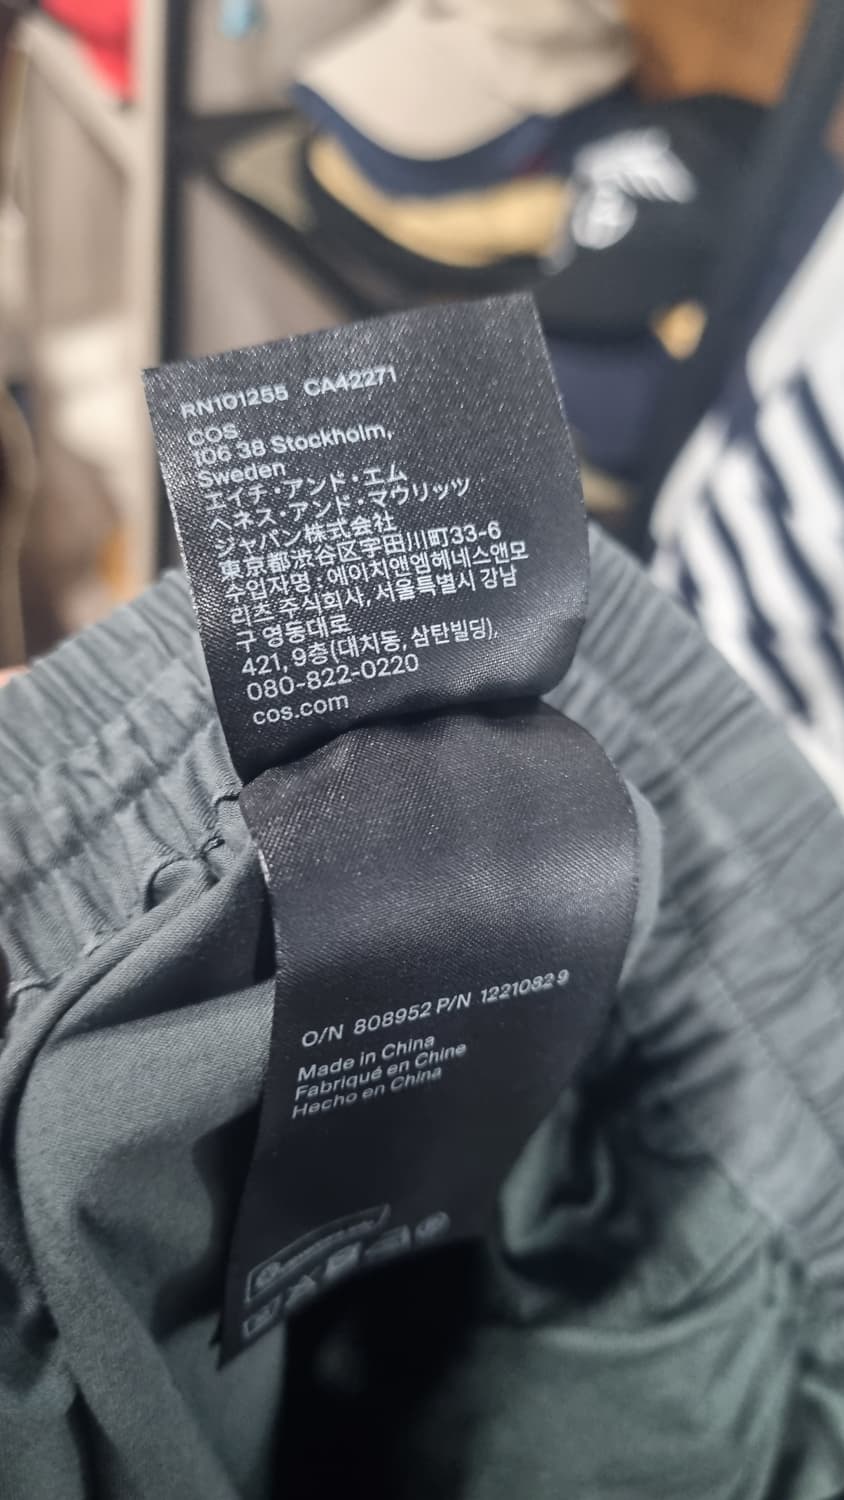 RN101255 CA42271
COS
106 38 Stockholm,
Sweden
エイチ・アンド・エム
ヘネス・アンド・マウリッツ
ジャパン株式会社
東京都渋谷区宇田川町33-6
수입자명 : 에이치앤엠헤네스앤모
리츠 주식회사, 서울특별시 강남
구 영동대로
421, 9층(대치동, 삼탄빌딩),
080-822-0220
cos.com
O/N 808952 P/N 1221082 9
Made in China
Fabriqué en Chine
Hecho en China